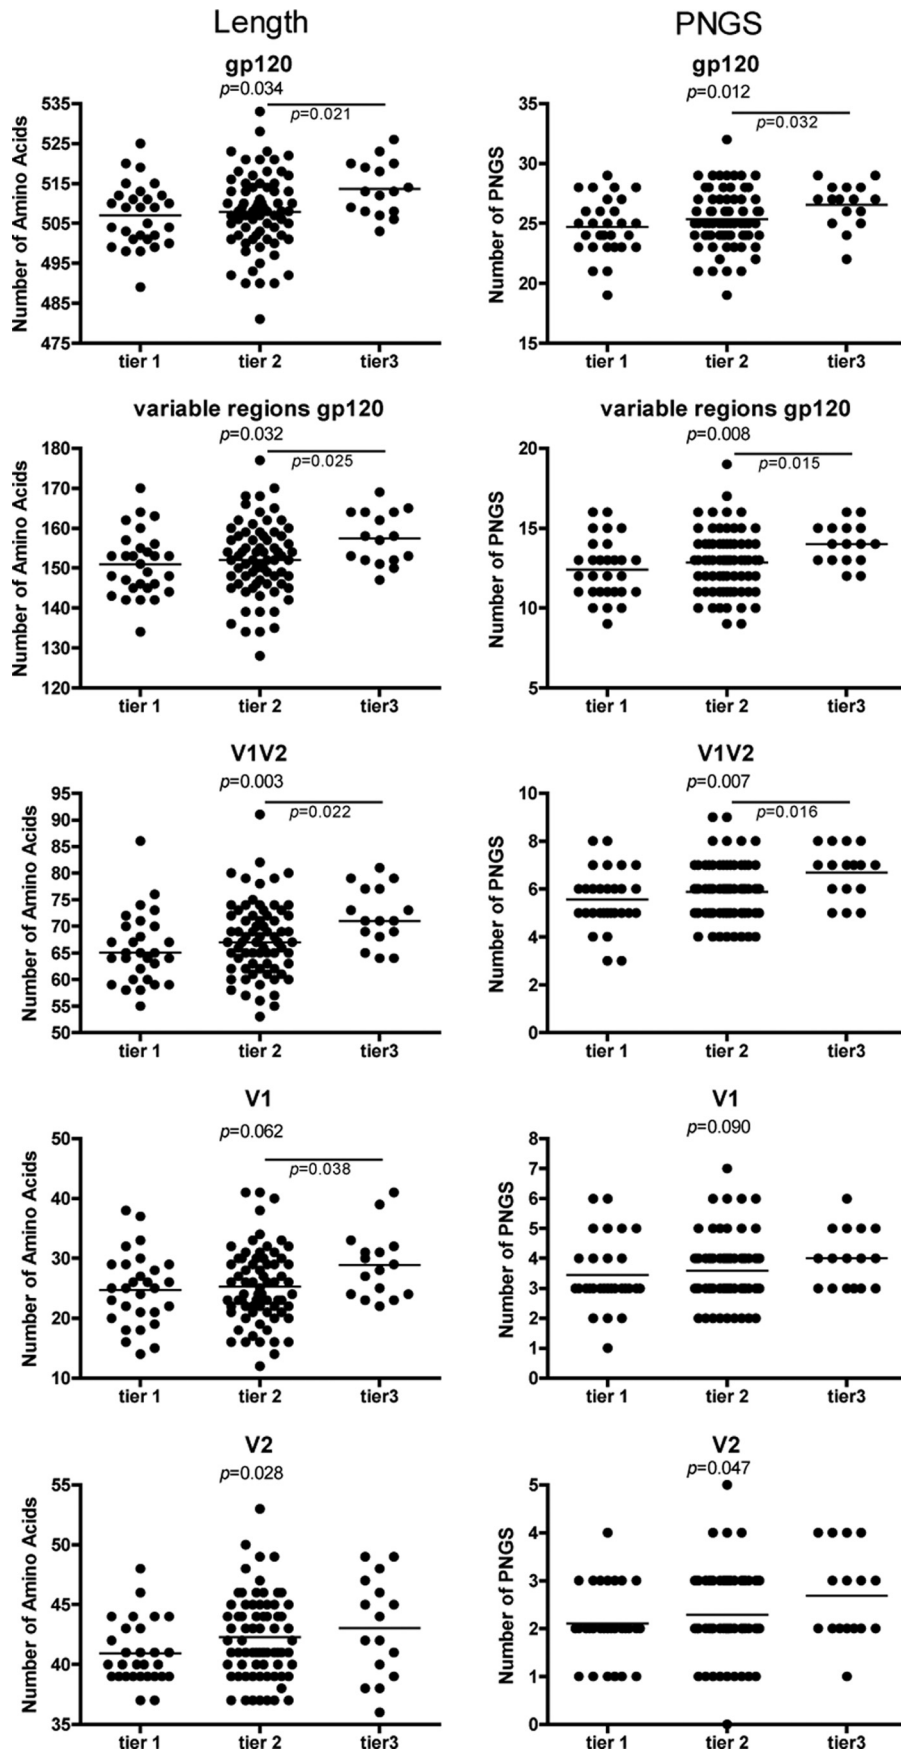 Length
PNGS
gp120
p=0.034
p=0.021
Number of Amino Acids
535
525
515
505
495
485
475
tier 1
tier 2
tier3
gp120
p=0.012
p=0.032
Number of PNGS
35
30
25
20
15
tier 1
tier 2
tier3
variable regions gp120
p=0.032
p=0.025
Number of Amino Acids
180
170
160
150
140
130
120
tier 1
tier 2
tier3
variable regions gp120
p=0.008
p=0.015
Number of PNGS
20
15
10
5
tier 1
tier 2
tier3
V1V2
p=0.003
p=0.022
Number of Amino Acids
95
90
85
80
75
70
65
60
55
50
tier 1
tier 2
tier3
V1V2
p=0.007
p=0.016
Number of PNGS
10
8
6
4
2
0
tier 1
tier 2
tier3
V1
p=0.062
p=0.038
Number of Amino Acids
50
40
30
20
10
tier 1
tier 2
tier3
V1
p=0.090
Number of PNGS
8
7
6
5
4
3
2
1
0
tier 1
tier 2
tier3
V2
p=0.028
Number of Amino Acids
55
50
45
40
35
tier 1
tier 2
tier3
V2
p=0.047
Number of PNGS
5
4
3
2
1
0
tier 1
tier 2
tier3